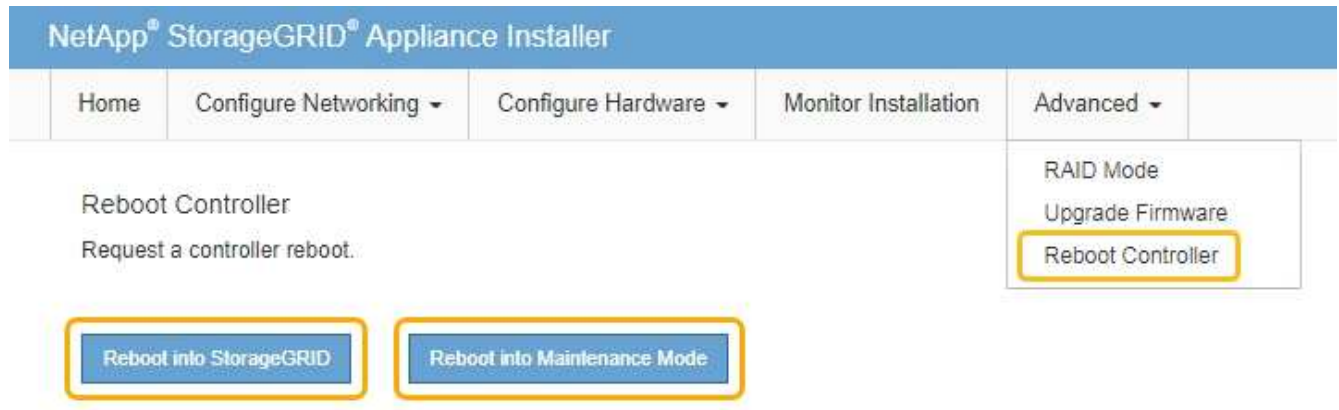 NetApp® StorageGRID® Appliance Installer
Home Configure Networking Configure Hardware Monitor Installation Advanced
RAID Mode
Upgrade Firmware
Reboot Controller
Reboot Controller
Request a controller reboot.
Reboot into StorageGRID Reboot into Maintenance Mode